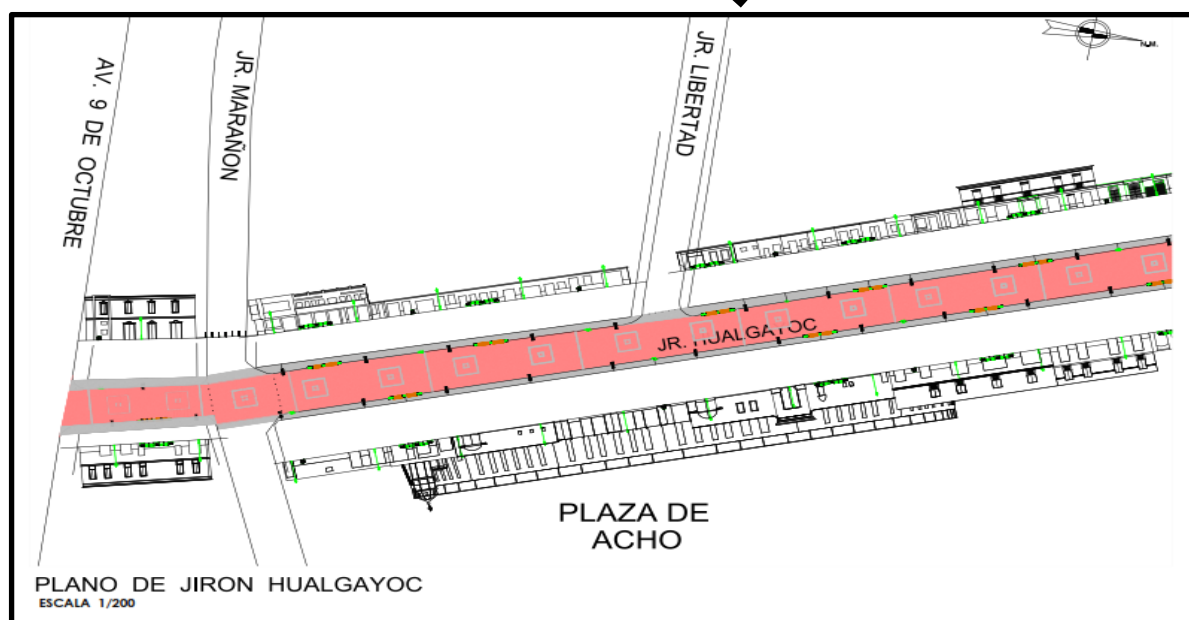 AV. 9 DE OCTUBRE
JR. MARAÑON
JR. LIBERTAD
N.M.
JR. HUALGAYOC
PLAZA DE
ACHO
PLANO DE JIRON HUALGAYOC
ESCALA 1/200